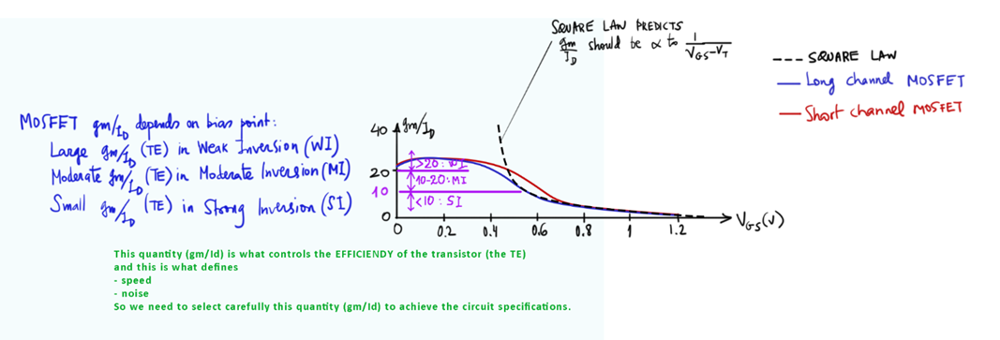 SQUARE LAW PREDICTS
gm/ID should be α to 1/(VGS-VT)
--- SQUARE LAW
— Long channel MOSFET
— Short channel MOSFET
MOSFET gm/ID depends on bias point:
Large gm/ID (TE) in Weak Inversion (WI)
Moderate gm/ID (TE) in Moderate Inversion (MI)
Small gm/ID (TE) in Strong Inversion (SI)
40 gm/ID
>20: WI
20
10-20: MI
10
<10: SI
0
0 0.2 0.4 0.6 0.8 1 1.2 VGS(V)
This quantity (gm/Id) is what controls the EFFICIENDY of the transistor (the TE)
and this is what defines
- speed
- noise
So we need to select carefully this quantity (gm/Id) to achieve the circuit specifications.